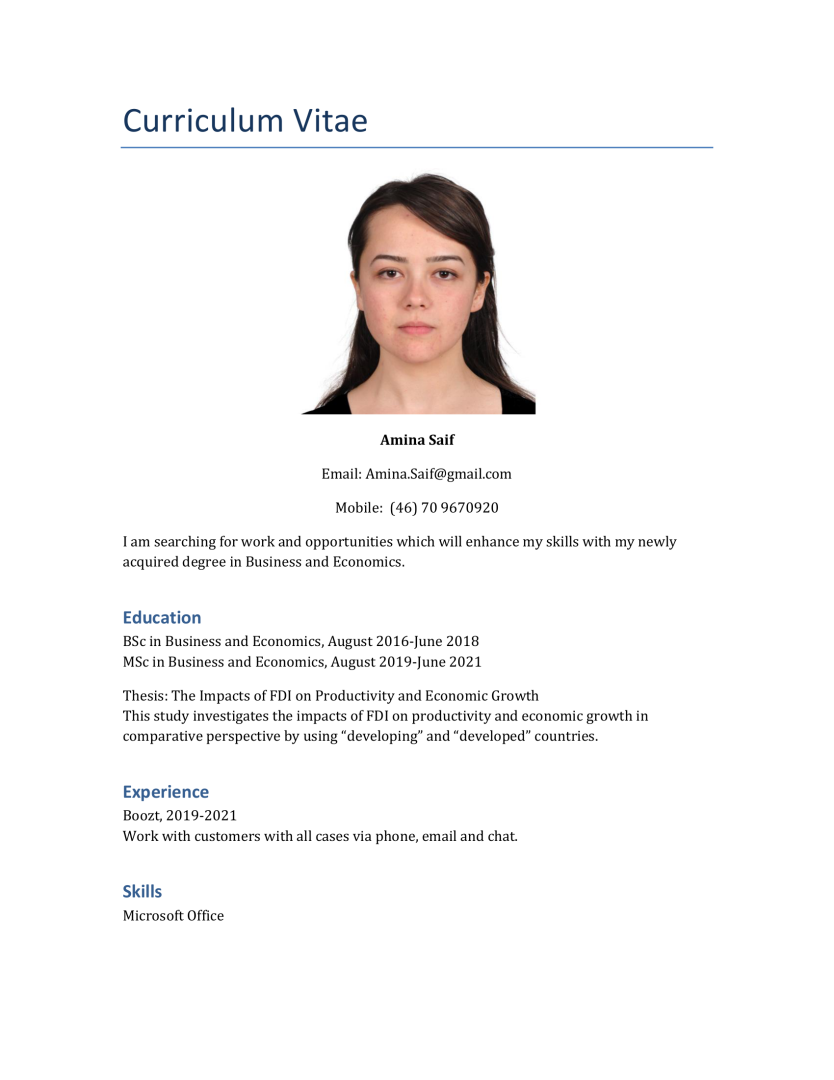 Curriculum Vitae
Amina Saif
Email: Amina.Saif@gmail.com
Mobile:  (46) 70 9670920
I am searching for work and opportunities which will enhance my skills with my newly
acquired degree in Business and Economics.
Education
BSc in Business and Economics, August 2016-June 2018
MSc in Business and Economics, August 2019-June 2021
Thesis: The Impacts of FDI on Productivity and Economic Growth
This study investigates the impacts of FDI on productivity and economic growth in
comparative perspective by using “developing” and “developed” countries.
Experience
Boozt, 2019-2021
Work with customers with all cases via phone, email and chat.
Skills
Microsoft Office